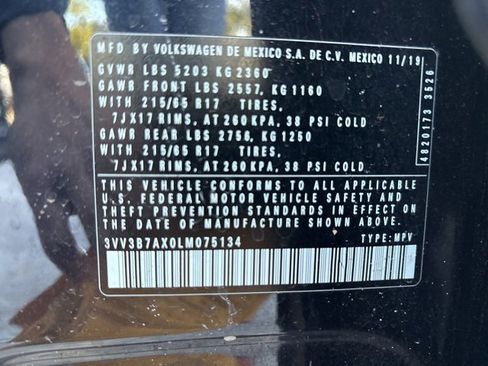 MFD BY VOLKSWAGEN DE MEXICO S.A. DE C.V. MEXICO 11/19
GVWR LBS 5203 KG 2360
GAWR FRONT LBS 2557, KG 1160
WITH 215/65 R17 TIRES,
7JX17 RIMS, AT 260 KPA, 38 PSI COLD
GAWR REAR LBS 2756, KG 1250
WITH 215/65 R17 TIRES,
7JX17 RIMS, AT 260 KPA, 38 PSI COLD
THIS VEHICLE CONFORMS TO ALL APPLICABLE
U.S. FEDERAL MOTOR VEHICLE SAFETY AND
THEFT PREVENTION STANDARDS IN EFFECT ON
THE DATE OF MANUFACTURE SHOWN ABOVE.
3VV3B7AX0LM075134 TYPE: MPV
4820173 3526